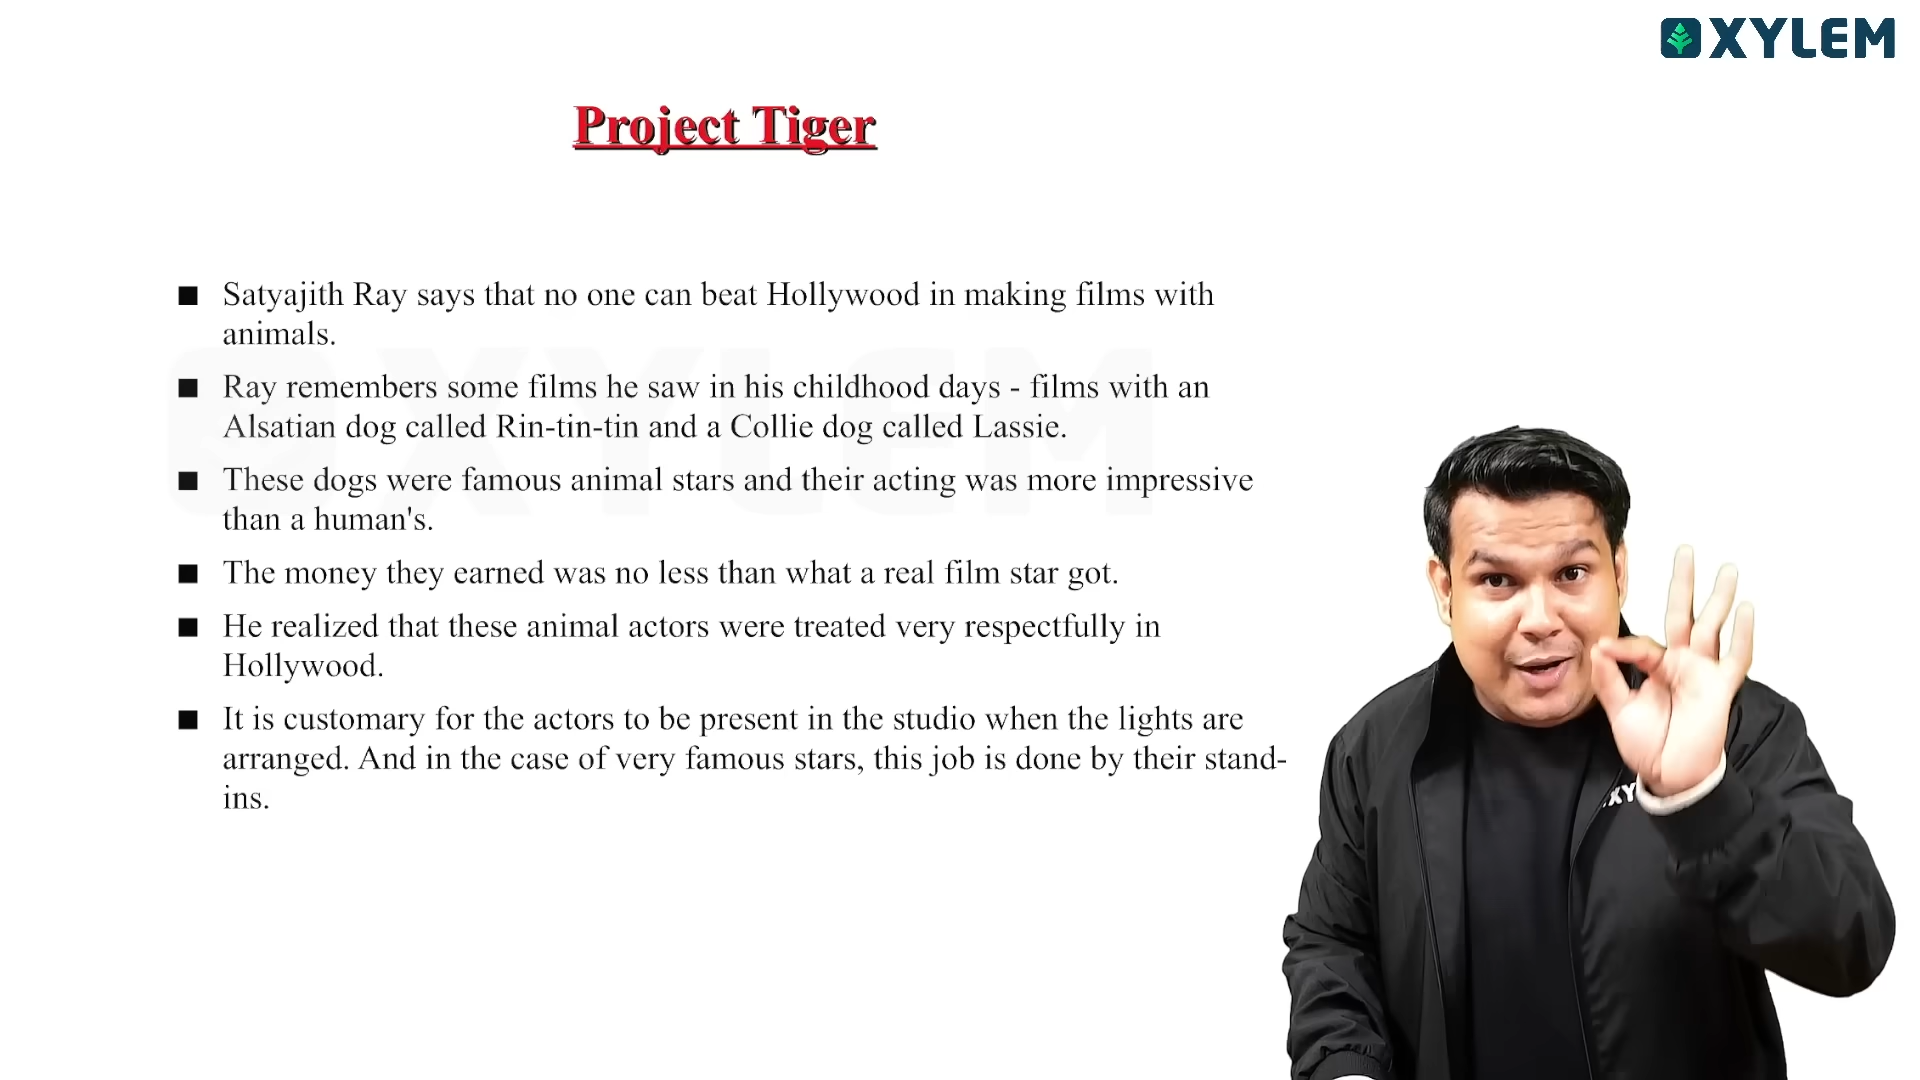 XYLEM
Project Tiger
■ Satyajith Ray says that no one can beat Hollywood in making films with
animals.
■ Ray remembers some films he saw in his childhood days - films with an
Alsatian dog called Rin-tin-tin and a Collie dog called Lassie.
■ These dogs were famous animal stars and their acting was more impressive
than a human's.
■ The money they earned was no less than what a real film star got.
■ He realized that these animal actors were treated very respectfully in
Hollywood.
■ It is customary for the actors to be present in the studio when the lights are
arranged. And in the case of very famous stars, this job is done by their stand-
ins.
XYLEM
XY